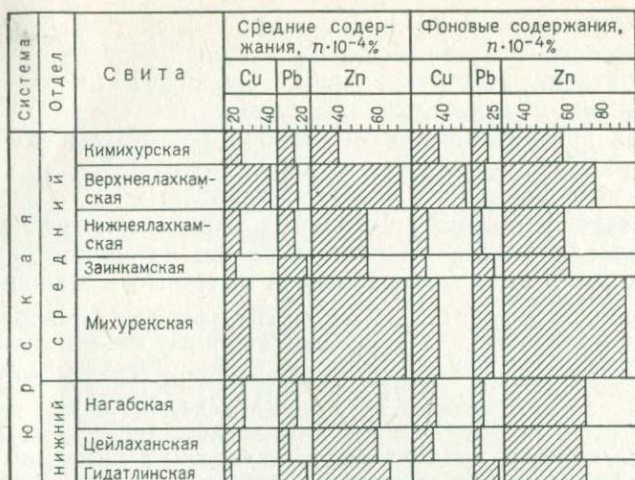 Средние содер-
жания, n·10⁻⁴%
Фоновые содержания,
n·10⁻⁴%
Система
Отдел
Свита
Cu
Pb
Zn
Cu
Pb
Zn
20
40
20
40
60
40
25
40
60
80
Юрская
Средний
Кимихурская
Верхнеялахкам-
ская
Нижнеялахкам-
ская
Заинкамская
Михурекская
Нижний
Нагабская
Цейлаханская
Гидатлинская